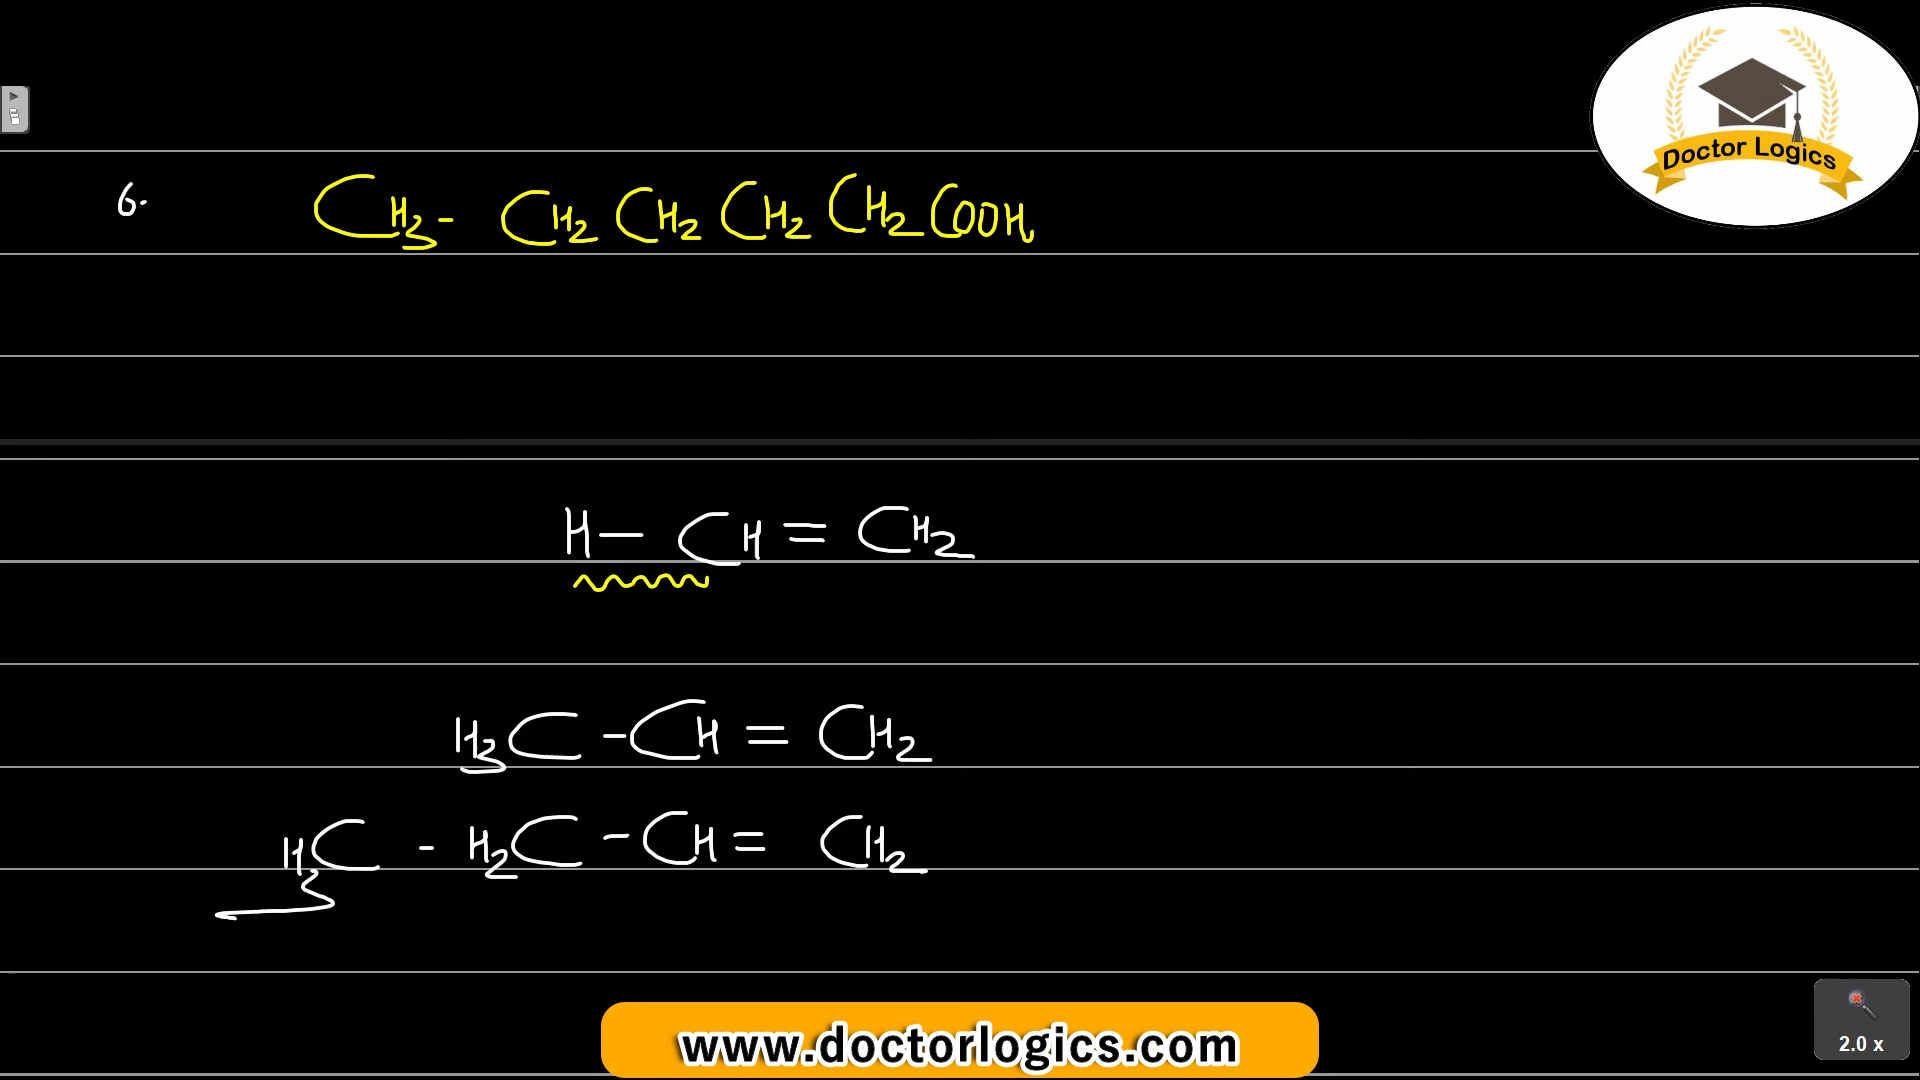 Doctor Logics
6. CH3- CH2 CH2 CH2 CH2 COOH
H- CH = CH2
H3C -CH = CH2
H3C - H2C - CH = CH2
www.doctorlogics.com
2.0 x